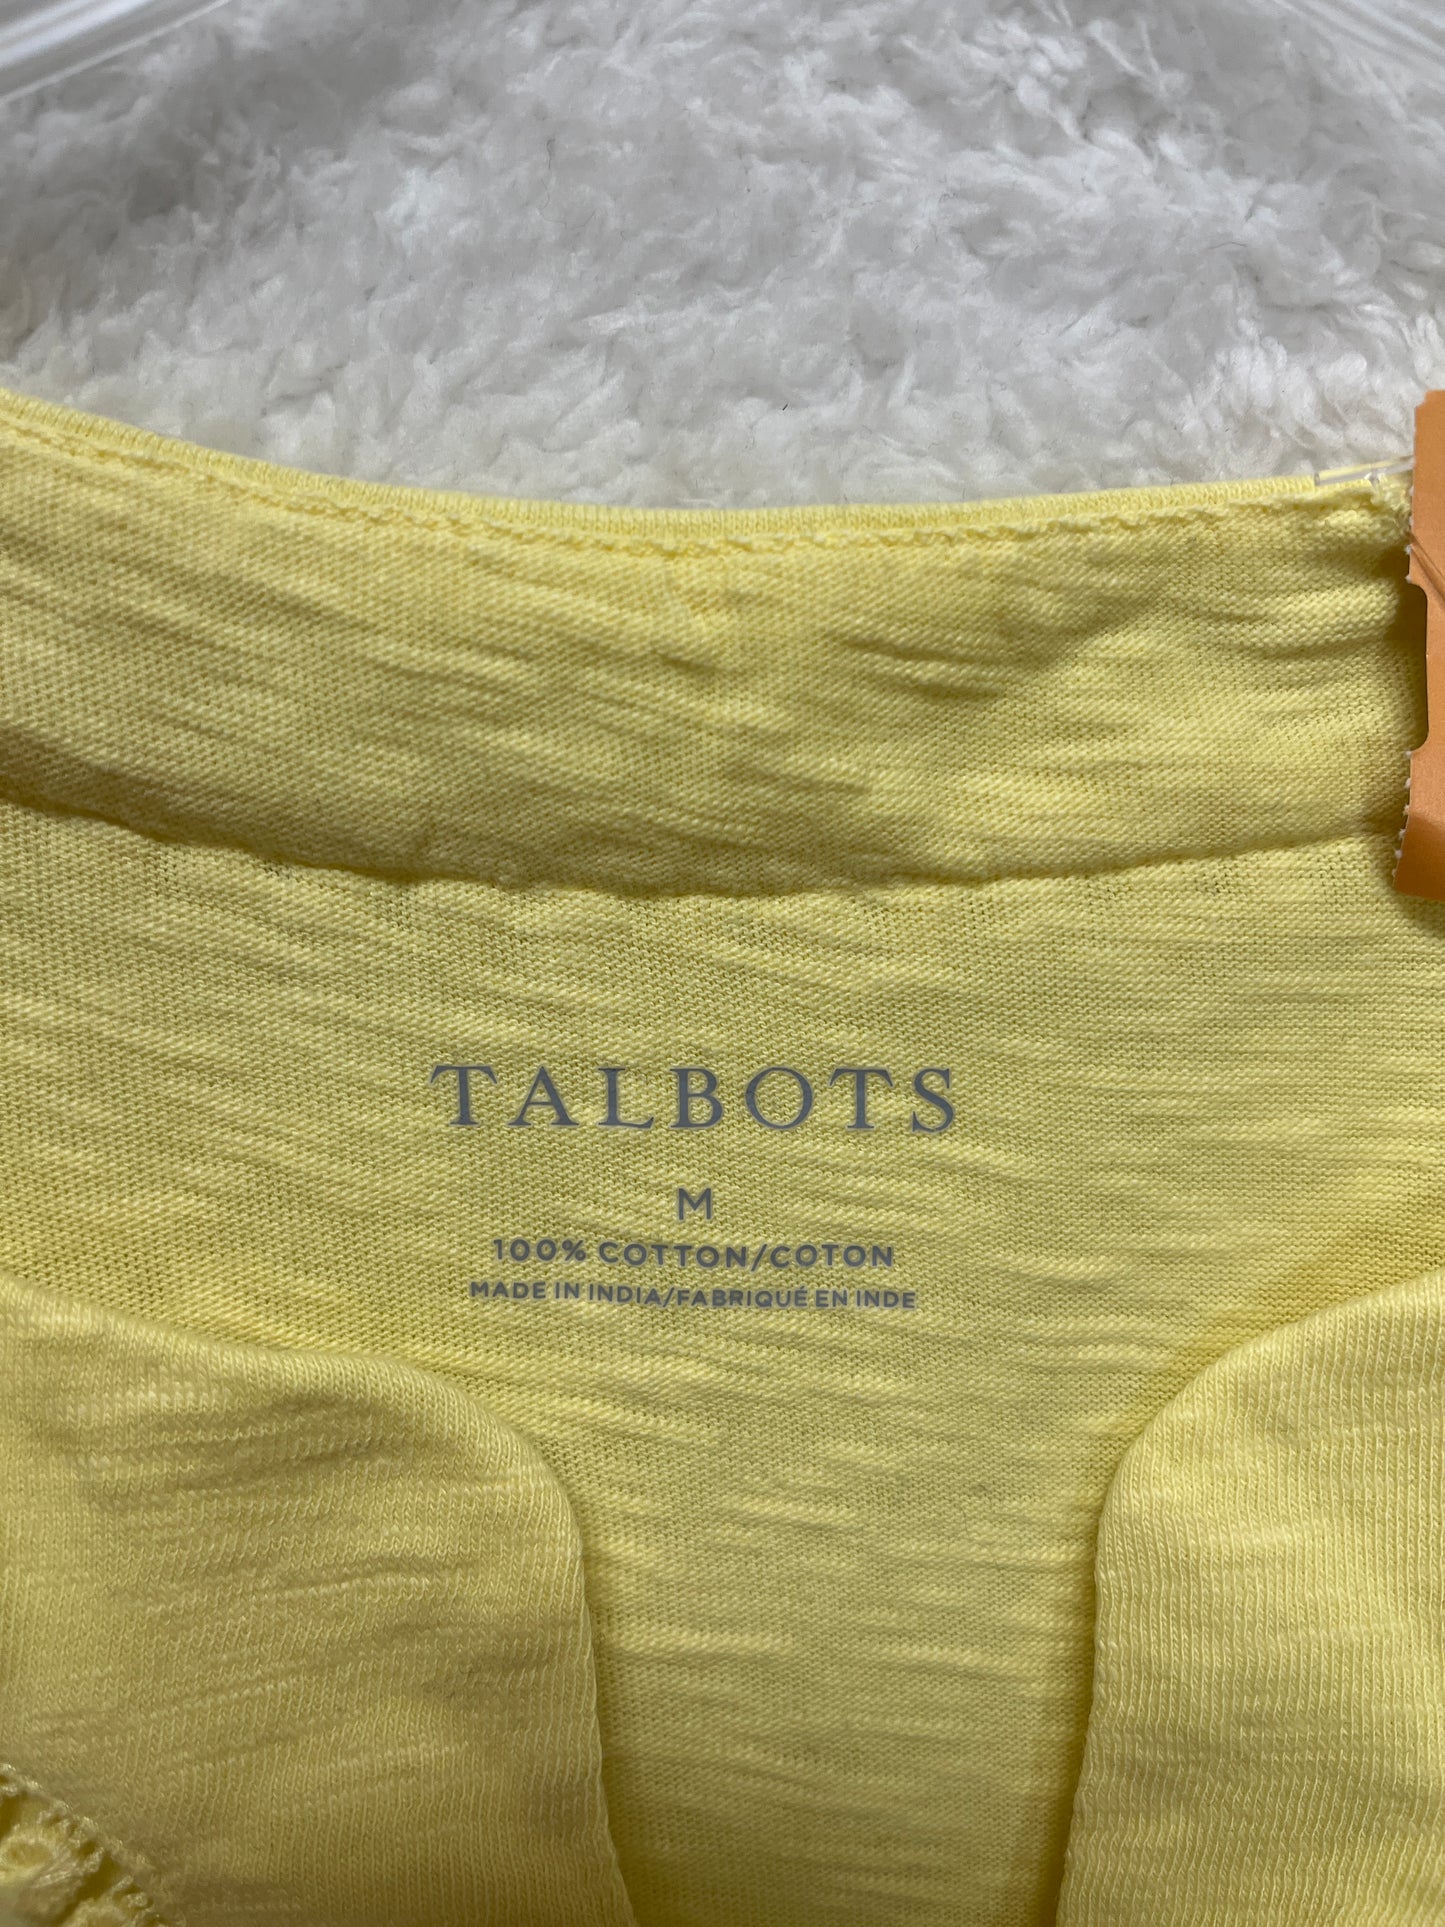 TALBOTS
M
100% COTTON/COTON
MADE IN INDIA/FABRIQUÉ EN INDE